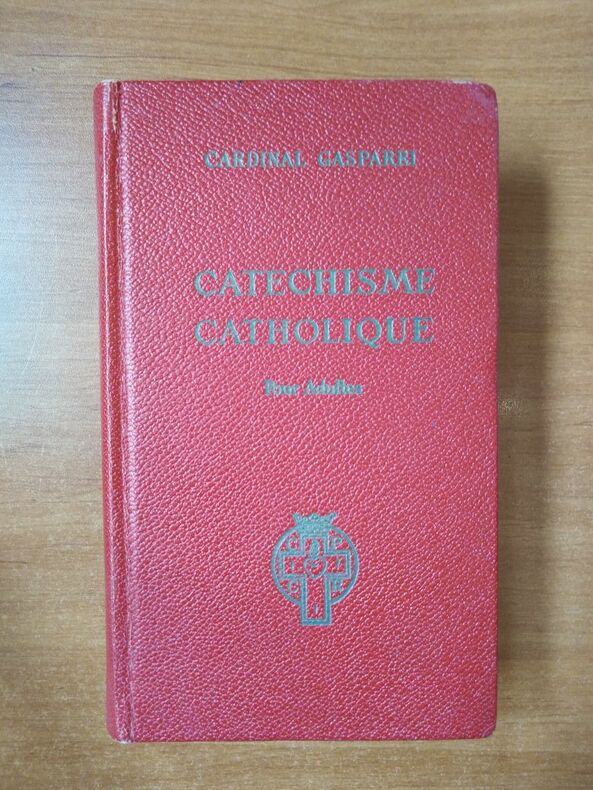 CARDINAL GASPARRI
CATECHISME
CATHOLIQUE
Pour Adultes